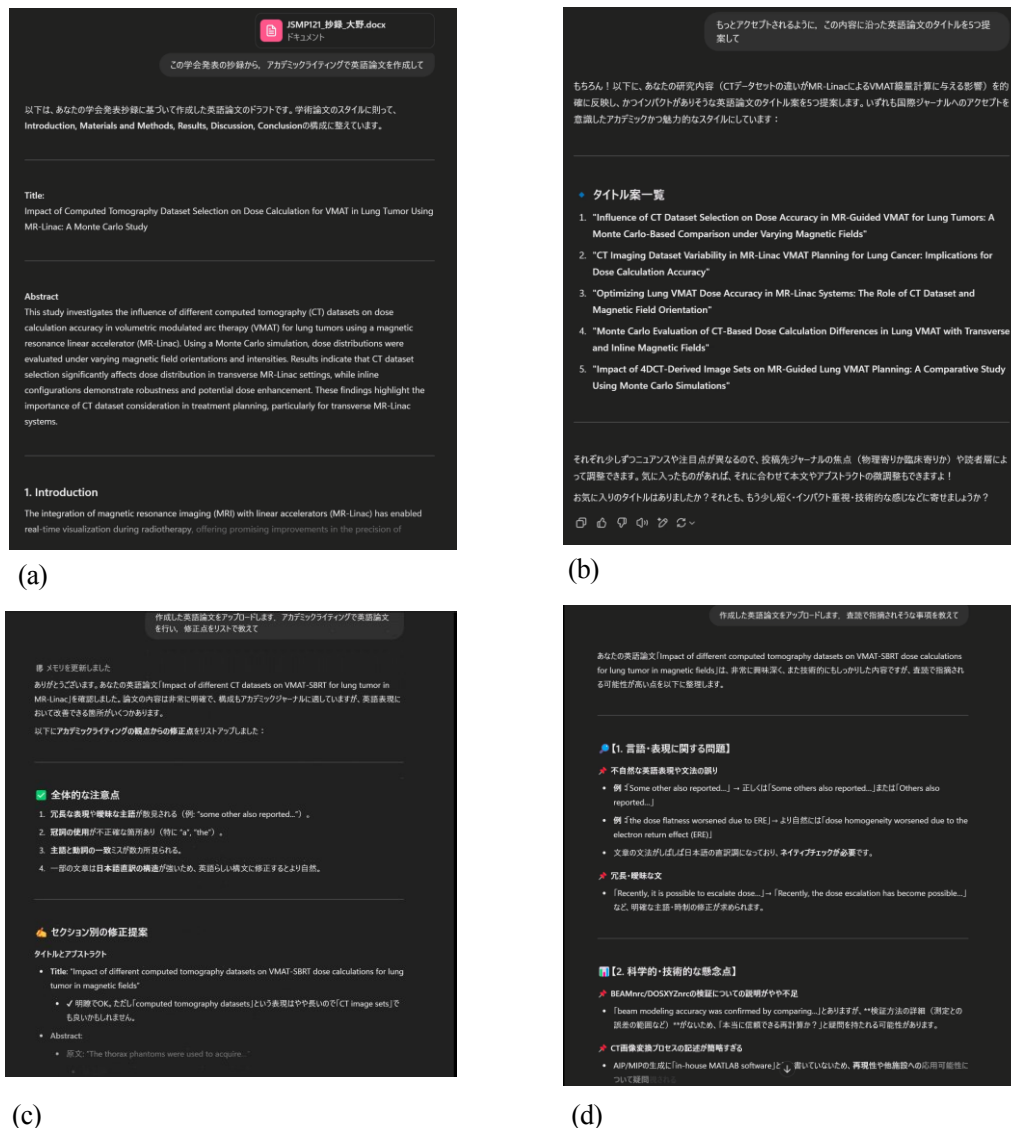 JSMP121_抄録_大野.docx
ドキュメント
この学会発表の抄録から，アカデミックライティングで英語論文を作成して
以下は、あなたの学会発表抄録に基づいて作成した英語論文のドラフトです。学術論文のスタイルに則って、
Introduction, Materials and Methods, Results, Discussion, Conclusionの構成に整えています。
Title:
Impact of Computed Tomography Dataset Selection on Dose Calculation for VMAT in Lung Tumor Using
MR-Linac: A Monte Carlo Study
Abstract
This study investigates the influence of different computed tomography (CT) datasets on dose
calculation accuracy in volumetric modulated arc therapy (VMAT) for lung tumors using a magnetic
resonance linear accelerator (MR-Linac). Using a Monte Carlo simulation, dose distributions were
evaluated under varying magnetic field orientations and intensities. Results indicate that CT dataset
selection significantly affects dose distribution in transverse MR-Linac settings, while inline
configurations demonstrate robustness and potential dose enhancement. These findings highlight the
importance of CT dataset consideration in treatment planning, particularly for transverse MR-Linac
systems.
1. Introduction
The integration of magnetic resonance imaging (MRI) with linear accelerators (MR-Linac) has enabled
real-time visualization during radiotherapy, offering promising improvements in the precision of
(a)
もっとアクセプトされるように，この内容に沿った英語論文のタイトルを5つ提
案して
もちろん！以下に、あなたの研究内容（CTデータセットの違いがMR-LinacによるVMAT線量計算に与える影響）を的
確に反映し、かつインパクトがありそうな英語論文のタイトル案を5つ提案します。いずれも国際ジャーナルへのアクセプトを
意識したアカデミックかつ魅力的なスタイルにしています：
🔹 タイトル案一覧
1. "Influence of CT Dataset Selection on Dose Accuracy in MR-Guided VMAT for Lung Tumors: A
Monte Carlo-Based Comparison under Varying Magnetic Fields"
2. "CT Imaging Dataset Variability in MR-Linac VMAT Planning for Lung Cancer: Implications for
Dose Calculation Accuracy"
3. "Optimizing Lung VMAT Dose Accuracy in MR-Linac Systems: The Role of CT Dataset and
Magnetic Field Orientation"
4. "Monte Carlo Evaluation of CT-Based Dose Calculation Differences in Lung VMAT with Transverse
and Inline Magnetic Fields"
5. "Impact of 4DCT-Derived Image Sets on MR-Guided Lung VMAT Planning: A Comparative Study
Using Monte Carlo Simulations"
それぞれ少しずつニュアンスや注目点が異なるので、投稿先ジャーナルの焦点（物理寄りか臨床寄りか）や読者層によ
って調整できます。気に入ったものがあれば、それに合わせて本文やアブストラクトの微調整もできますよ！
お気に入りのタイトルはありましたか？それとも、もう少し短く・インパクト重視・技術的な感じなどに寄せましょうか？
(b)
作成した英語論文をアップロードします，アカデミックライティングで英語論文
を行い，修正点をリストで教えて
メモリを更新しました
ありがとうございます。あなたの英語論文「Impact of different CT datasets on VMAT-SBRT for lung tumor in
MR-Linac」を確認しました。論文の内容は非常に明確で、構成もアカデミックジャーナルに適していますが、英語表現に
おいて改善できる箇所がいくつかあります。
以下にアカデミックライティングの観点からの修正点をリストアップしました：
✅ 全体的な注意点
1. 冗長な表現や曖昧な主語が散見される（例: "some other also reported..."）。
2. 冠詞の使用が不正確な箇所あり（特に "a", "the"）。
3. 主語と動詞の一致ミスが数カ所見られる。
4. 一部の文章は日本語直訳の構造が強いため、英語らしい構文に修正するとより自然。
✍️ セクション別の修正提案
タイトルとアブストラクト
• Title: "Impact of different computed tomography datasets on VMAT-SBRT dose calculations for lung
tumor in magnetic fields"
• ✓ 明瞭でOK。ただし「computed tomography datasets」という表現はやや長いので「CT image sets」で
も良いかもしれません。
• Abstract:
• 原文: "The thorax phantoms were used to acquire..."
(c)
作成した英語論文をアップロードします，査読で指摘されそうな事項を教えて
あなたの英語論文「Impact of different computed tomography datasets on VMAT-SBRT dose calculations
for lung tumor in magnetic fields」は、非常に興味深く、また技術的にもしっかりした内容ですが、査読で指摘され
る可能性が高い点を以下に整理します。
🔎【1. 言語・表現に関する問題】
📌 不自然な英語表現や文法の誤り
• 例：「Some other also reported...」→ 正しくは「Some others also reported...」または「Others also
reported...」
• 例：「the dose flatness worsened due to ERE」→ より自然には「dose homogeneity worsened due to the
electron return effect (ERE)」
• 文章の文法がしばしば日本語の直訳調になっており、ネイティブチェックが必要です。
📌 冗長・曖昧な文
• 「Recently, it is possible to escalate dose...」→「Recently, the dose escalation has become possible...」
など、明確な主語・時制の修正が求められます。
📊【2. 科学的・技術的な懸念点】
📌 BEAMnrc/DOSXYZnrcの検証についての説明がやや不足
• 「beam modeling accuracy was confirmed by comparing...」とありますが、**検証方法の詳細（測定との
誤差の範囲など）**がないため、「本当に信頼できる再計算か？」と疑問を持たれる可能性があります。
📌 CT画像変換プロセスの記述が簡略すぎる
• AIP/MIPの生成に「in-house MATLAB software」と 書いていないため、再現性や他施設への応用可能性に
ついて疑問
(d)